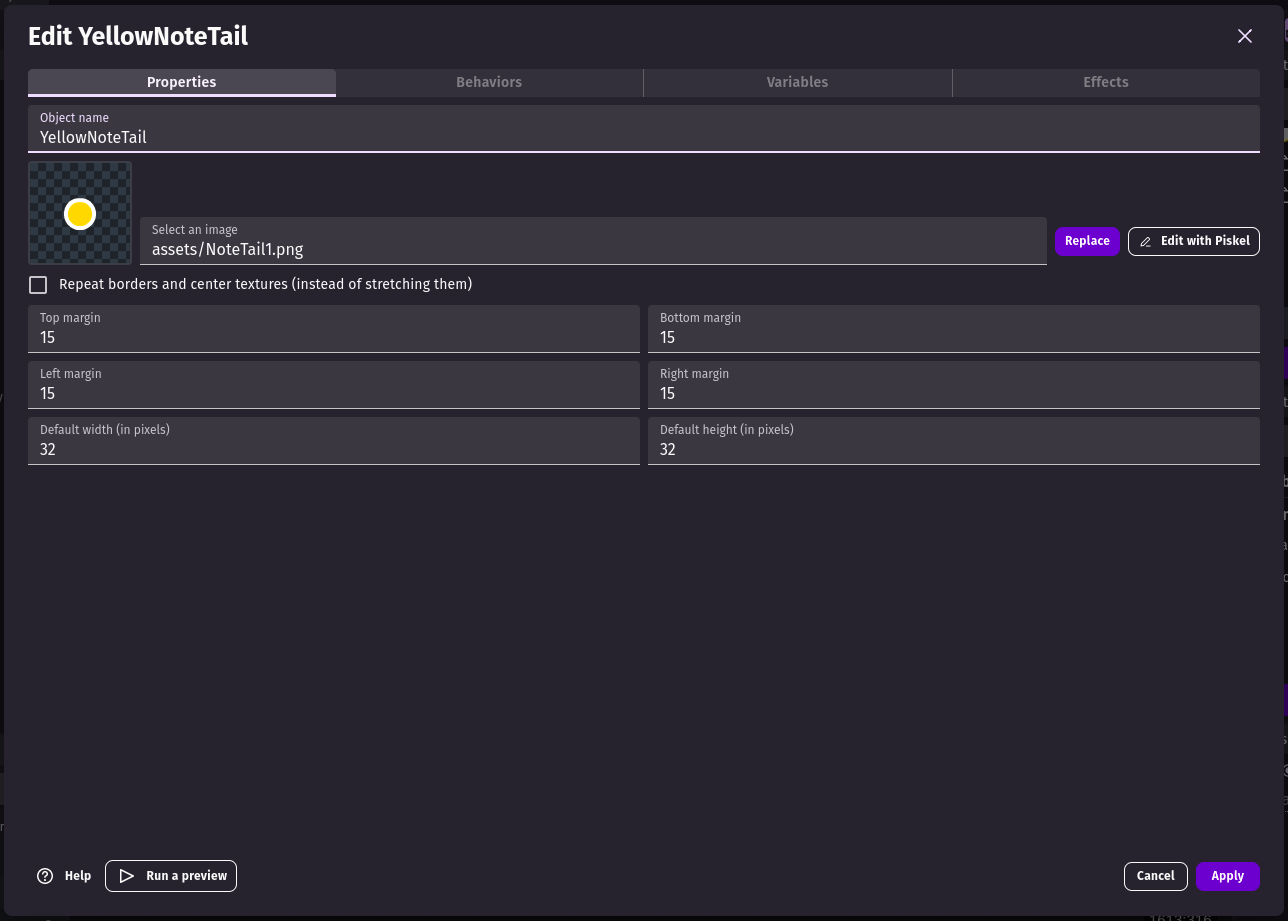 Edit YellowNoteTail
Properties
Behaviors
Variables
Effects
Object name
YellowNoteTail
Select an image
assets/NoteTail1.png
Replace
Edit with Piskel
Repeat borders and center textures (instead of stretching them)
Top margin
15
Bottom margin
15
Left margin
15
Right margin
15
Default width (in pixels)
32
Default height (in pixels)
32
Help
Run a preview
Cancel
Apply